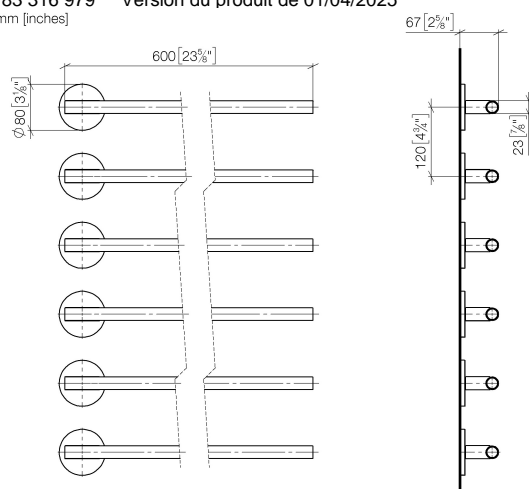 83 316 979 Version du produit de 01/04/2025
mm [inches]
67 [2⅝"]
600 [23⅝"]
⌀ 80 [3⅛"]
120 [4¾"]
23 [⅞"]